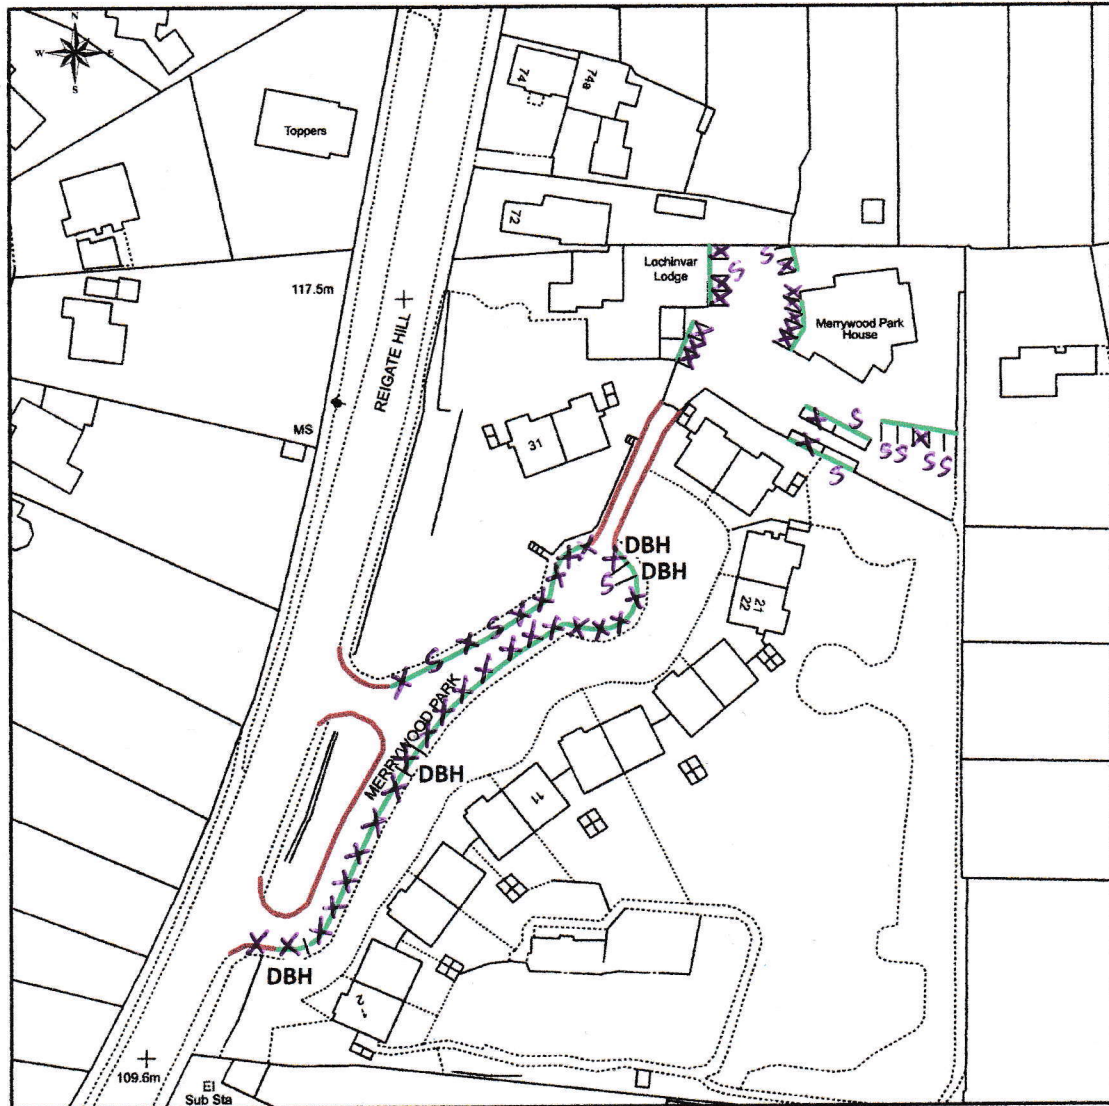 N
W E
S
74
74a
Toppers
72
Lochinvar
Lodge
S
S
117.5m
REIGATE HILL
Merrywood Park
House
MS
31
S
S
S
S
S
S
S
DBH
DBH
S
21
22
S
S
MERRYWOOD PARK
DBH
11
DBH
2
109.6m
El
Sub Sta